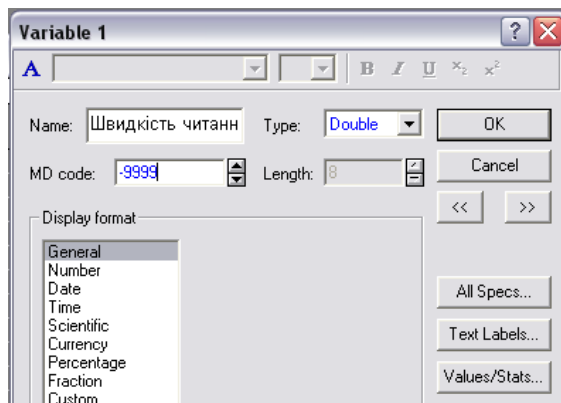 Variable 1
A B I U x₂ x²
Name: Швидкість читанн Type: Double OK
MD code: -9999 Length: 8 Cancel
<< >>
Display format
General
Number
Date
Time
Scientific
Currency
Percentage
Fraction
Custom
All Specs...
Text Labels...
Values/Stats...